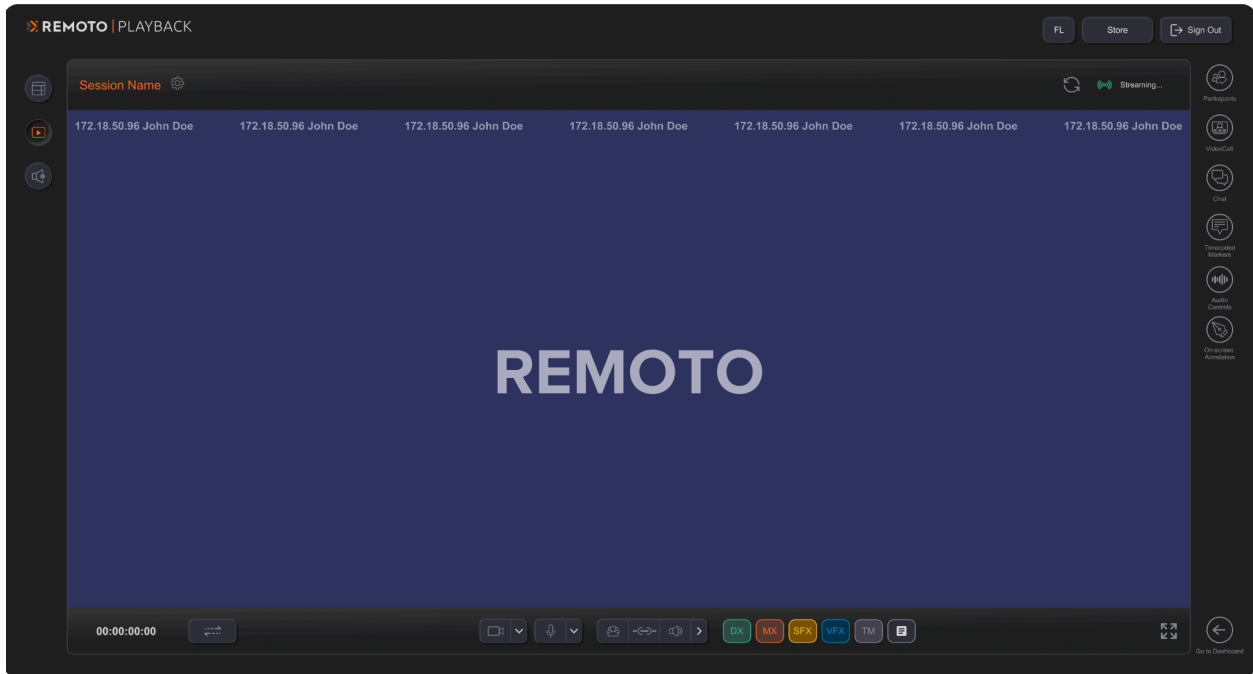 REMOTO | PLAYBACK
FL
Store
Sign Out
Session Name
Streaming...
172.18.50.96 John Doe 172.18.50.96 John Doe 172.18.50.96 John Doe 172.18.50.96 John Doe 172.18.50.96 John Doe 172.18.50.96 John Doe 172.18.50.96 John Doe
REMOTO
Participants
VideoCall
Chat
Timecoded
Markers
Audio
Controls
On-screen
Annotation
00:00:00:00
DX
MX
SFX
VFX
TM
Go to Dashboard